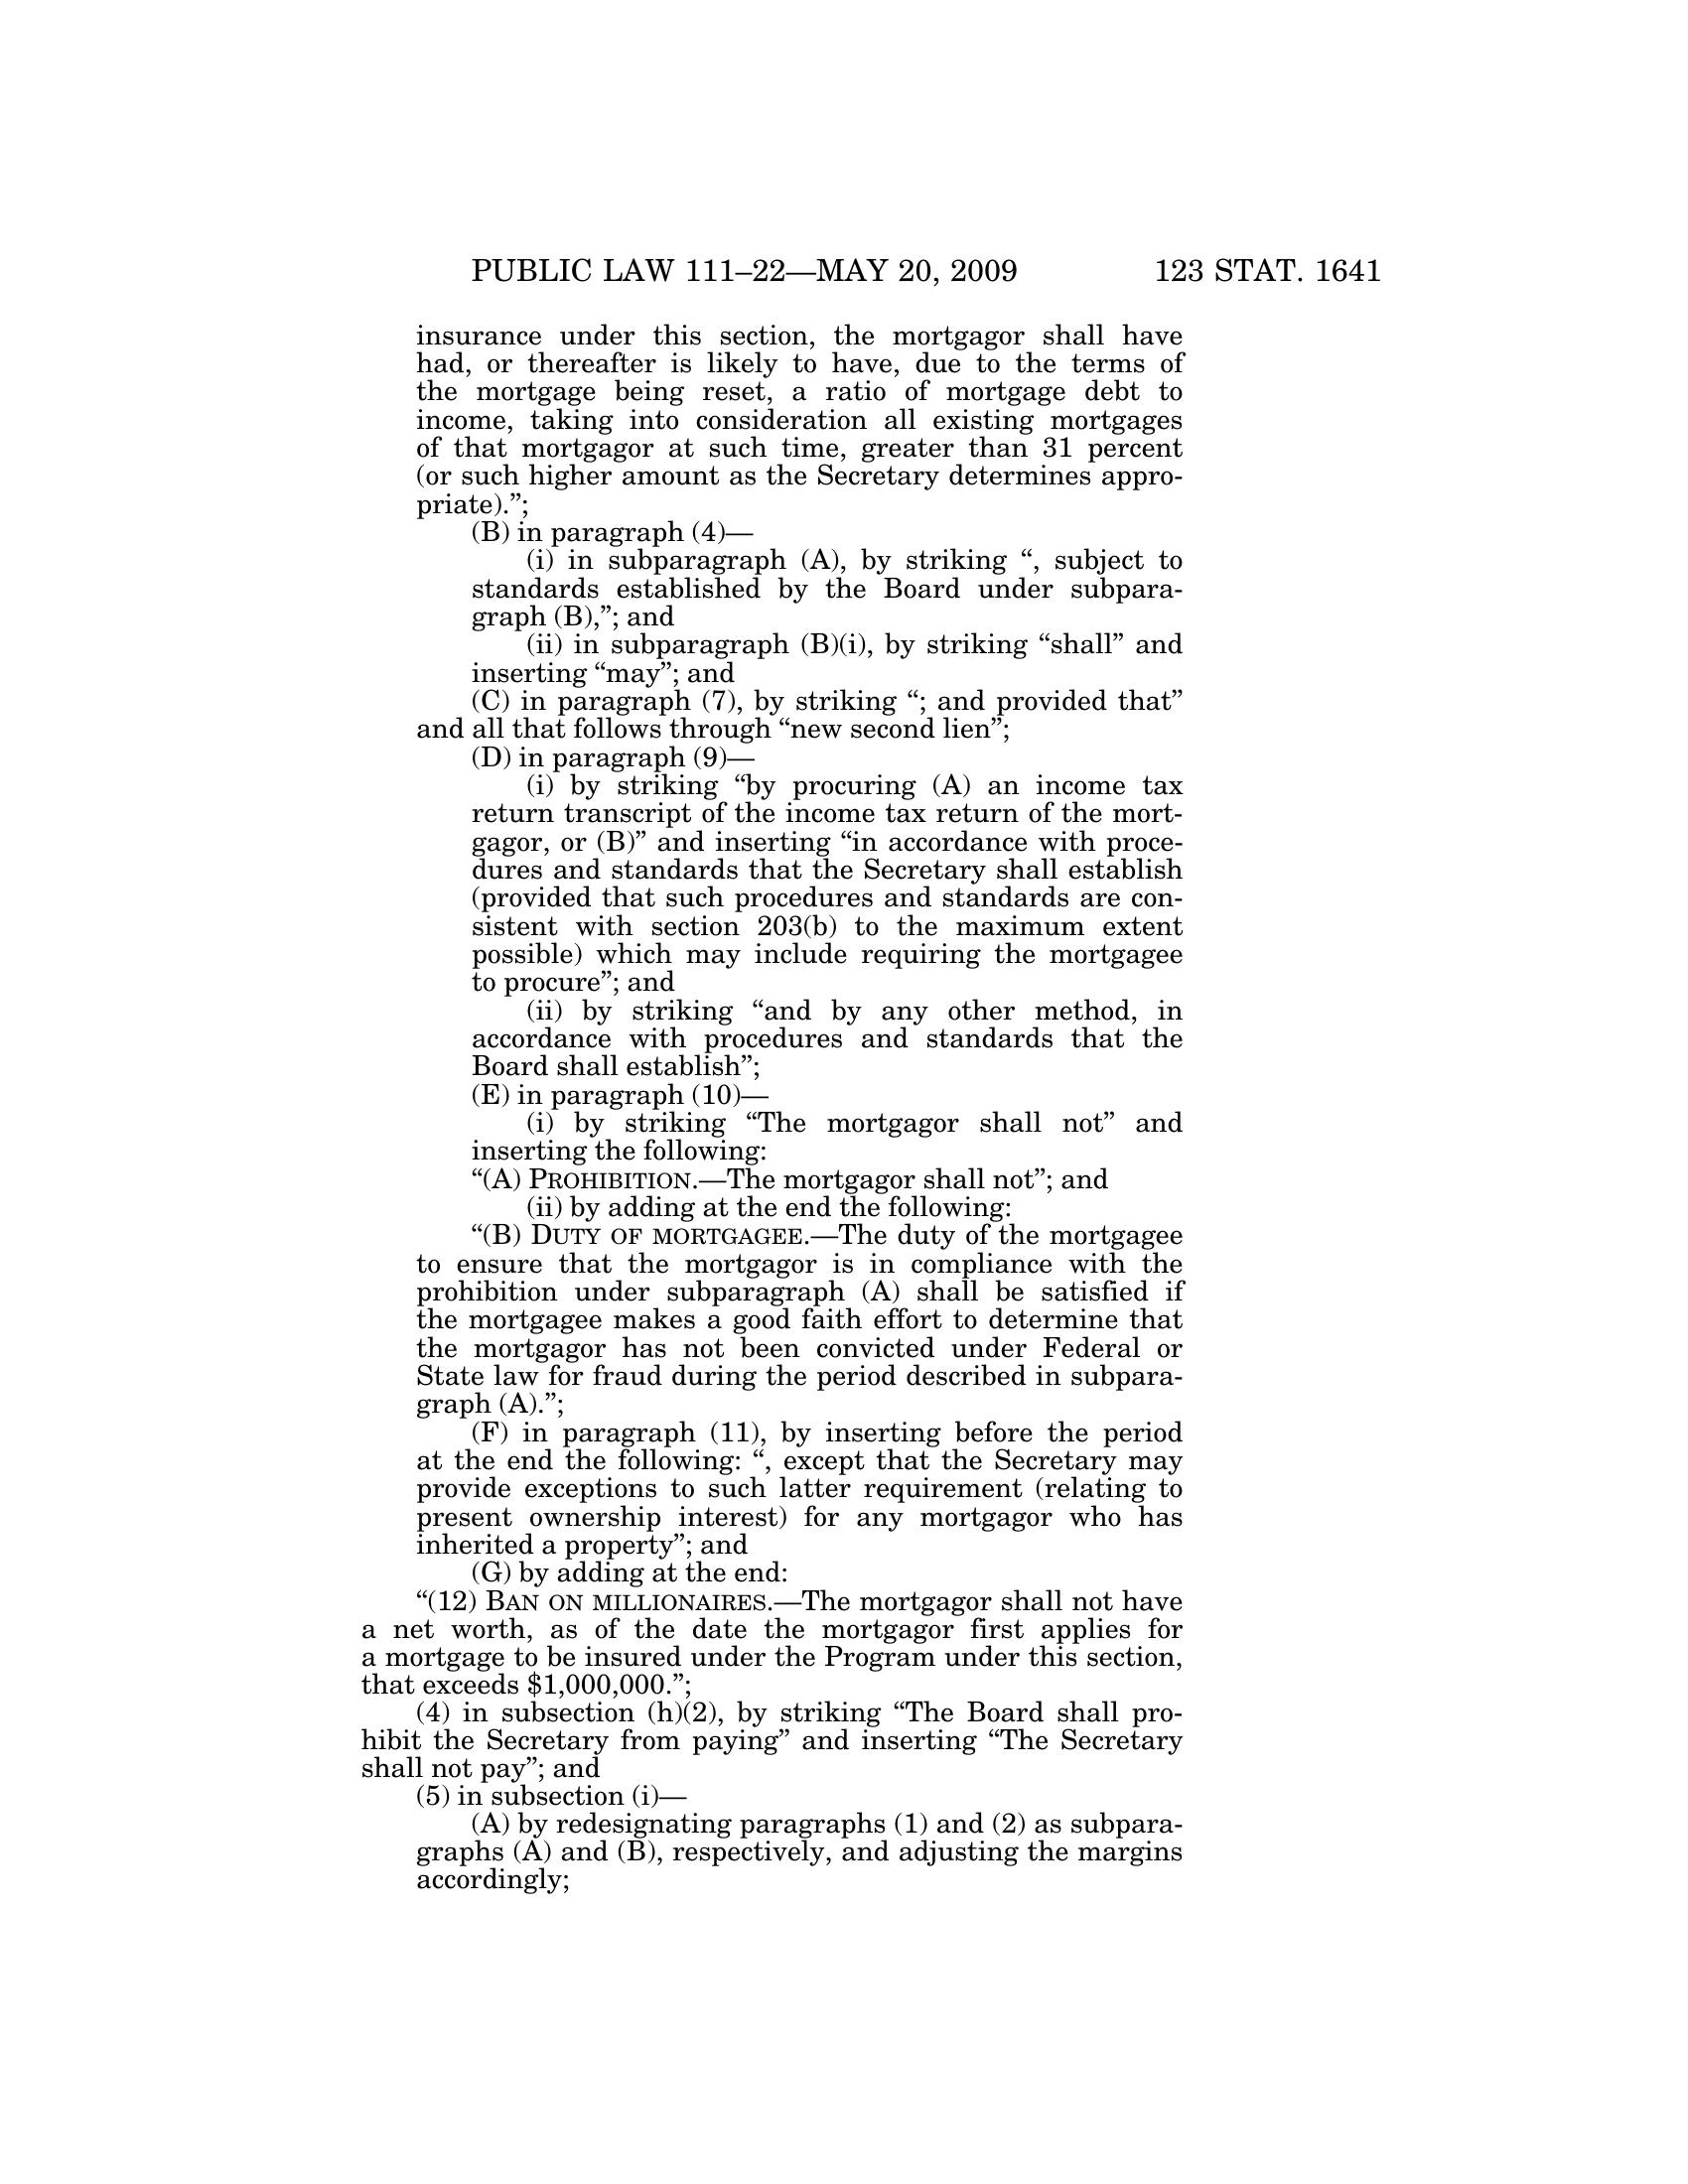 PUBLIC LAW 111–22—MAY 20, 2009 123 STAT. 1641
insurance under this section, the mortgagor shall have
had, or thereafter is likely to have, due to the terms of
the mortgage being reset, a ratio of mortgage debt to
income, taking into consideration all existing mortgages
of that mortgagor at such time, greater than 31 percent
(or such higher amount as the Secretary determines appro-
priate).”;
(B) in paragraph (4)—
(i) in subparagraph (A), by striking “, subject to
standards established by the Board under subpara-
graph (B),”; and
(ii) in subparagraph (B)(i), by striking “shall” and
inserting “may”; and
(C) in paragraph (7), by striking “; and provided that”
and all that follows through “new second lien”;
(D) in paragraph (9)—
(i) by striking “by procuring (A) an income tax
return transcript of the income tax return of the mort-
gagor, or (B)” and inserting “in accordance with proce-
dures and standards that the Secretary shall establish
(provided that such procedures and standards are con-
sistent with section 203(b) to the maximum extent
possible) which may include requiring the mortgagee
to procure”; and
(ii) by striking “and by any other method, in
accordance with procedures and standards that the
Board shall establish”;
(E) in paragraph (10)—
(i) by striking “The mortgagor shall not” and
inserting the following:
“(A) PROHIBITION.—The mortgagor shall not”; and
(ii) by adding at the end the following:
“(B) DUTY OF MORTGAGEE.—The duty of the mortgagee
to ensure that the mortgagor is in compliance with the
prohibition under subparagraph (A) shall be satisfied if
the mortgagee makes a good faith effort to determine that
the mortgagor has not been convicted under Federal or
State law for fraud during the period described in subpara-
graph (A).”;
(F) in paragraph (11), by inserting before the period
at the end the following: “, except that the Secretary may
provide exceptions to such latter requirement (relating to
present ownership interest) for any mortgagor who has
inherited a property”; and
(G) by adding at the end:
“(12) BAN ON MILLIONAIRES.—The mortgagor shall not have
a net worth, as of the date the mortgagor first applies for
a mortgage to be insured under the Program under this section,
that exceeds $1,000,000.”;
(4) in subsection (h)(2), by striking “The Board shall pro-
hibit the Secretary from paying” and inserting “The Secretary
shall not pay”; and
(5) in subsection (i)—
(A) by redesignating paragraphs (1) and (2) as subpara-
graphs (A) and (B), respectively, and adjusting the margins
accordingly;